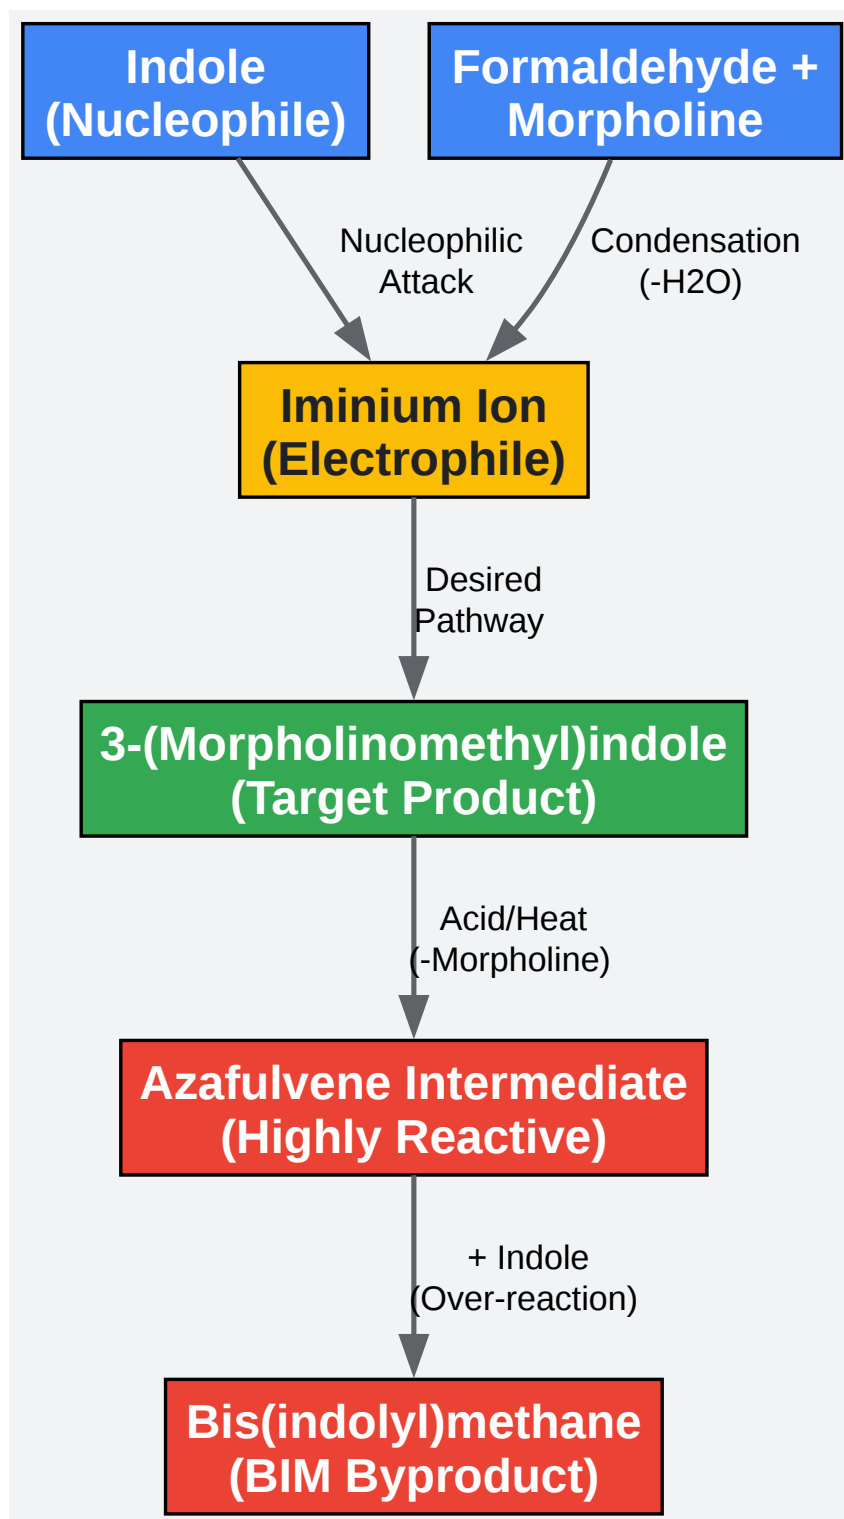 Indole
(Nucleophile)
Formaldehyde +
Morpholine
Nucleophilic
Attack
Condensation
(-H2O)
Iminium Ion
(Electrophile)
Desired
Pathway
3-(Morpholinomethyl)indole
(Target Product)
Acid/Heat
(-Morpholine)
Azafulvene Intermediate
(Highly Reactive)
+ Indole
(Over-reaction)
Bis(indolyl)methane
(BIM Byproduct)